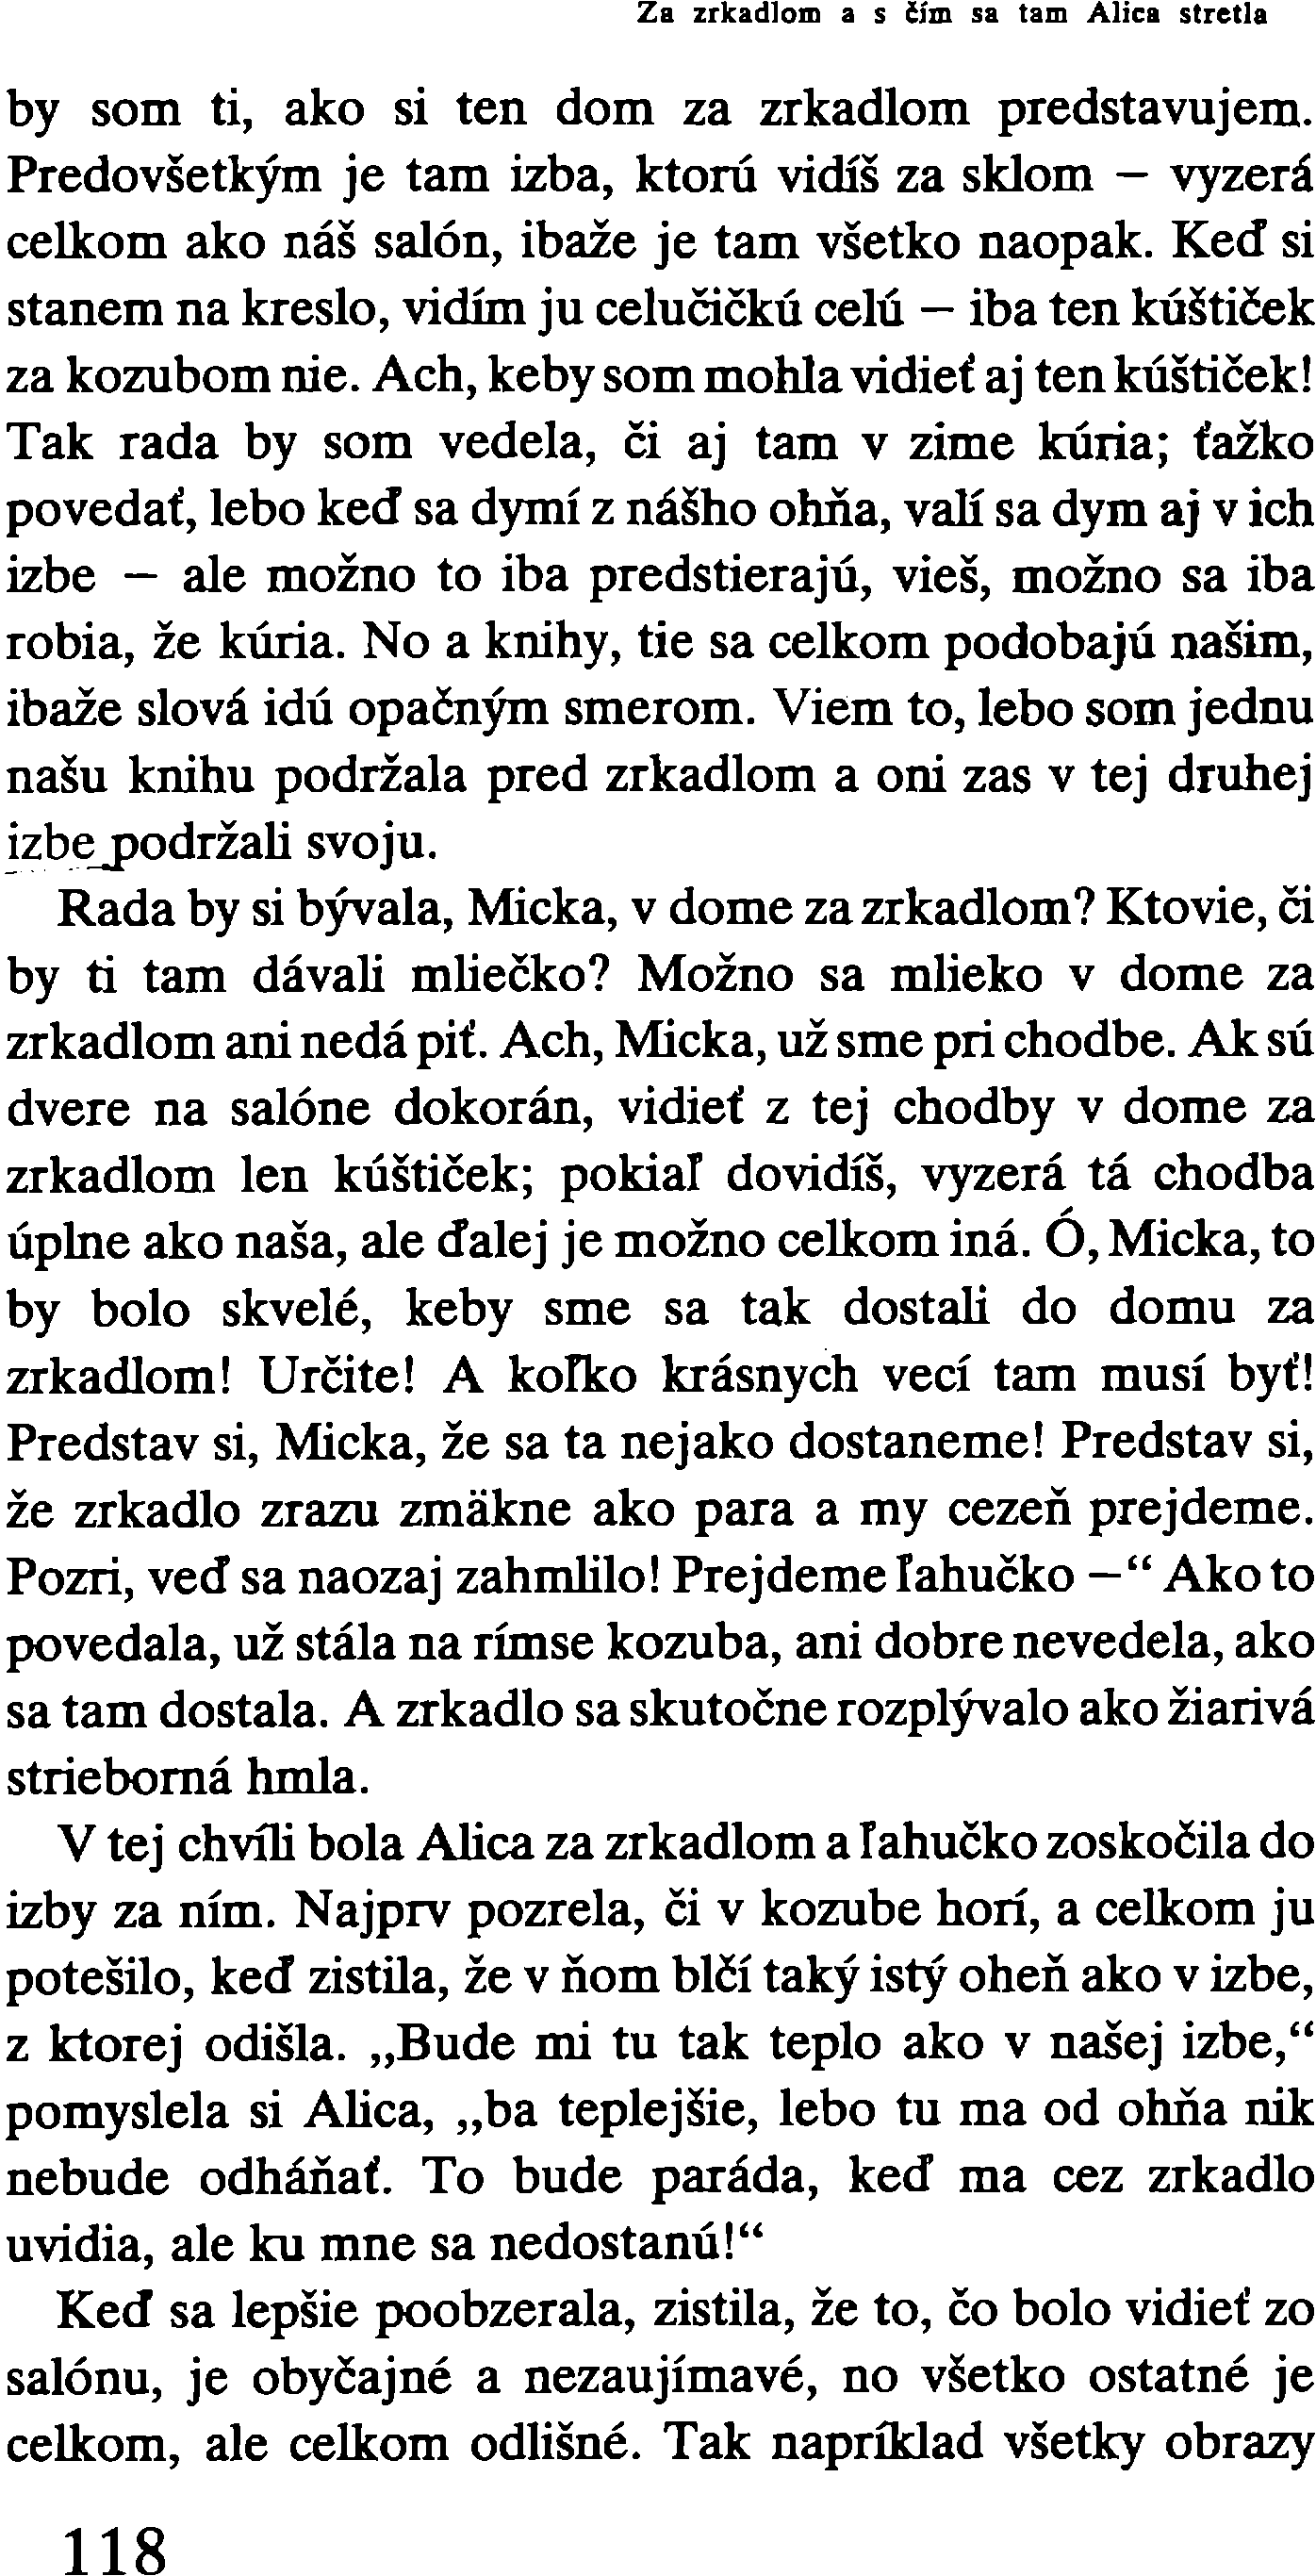 Za zrkadlom a s čím sa tam Alica stretla
by som ti, ako si ten dom za zrkadlom predstavujem.
Predovšetkým je tam izba, ktorú vidíš za sklom – vyzerá
celkom ako náš salón, ibaže je tam všetko naopak. Keď si
stanem na kreslo, vidím ju celučičkú celú – iba ten kúštiček
za kozubom nie. Ach, keby som mohla vidieť aj ten kúštiček!
Tak rada by som vedela, či aj tam v zime kúria; ťažko
povedať, lebo keď sa dymí z nášho ohňa, valí sa dym aj v ich
izbe – ale možno to iba predstierajú, vieš, možno sa iba
robia, že kúria. No a knihy, tie sa celkom podobajú našim,
ibaže slová idú opačným smerom. Viem to, lebo som jednu
našu knihu podržala pred zrkadlom a oni zas v tej druhej
izbe podržali svoju.
Rada by si bývala, Micka, v dome za zrkadlom? Ktovie, či
by ti tam dávali mliečko? Možno sa mlieko v dome za
zrkadlom ani nedá piť. Ach, Micka, už sme pri chodbe. Ak sú
dvere na salóne dokorán, vidieť z tej chodby v dome za
zrkadlom len kúštiček; pokiaľ dovidíš, vyzerá tá chodba
úplne ako naša, ale ďalej je možno celkom iná. Ó, Micka, to
by bolo skvelé, keby sme sa tak dostali do domu za
zrkadlom! Určite! A koľko krásnych vecí tam musí byť!
Predstav si, Micka, že sa ta nejako dostaneme! Predstav si,
že zrkadlo zrazu zmäkne ako para a my cezeň prejdeme.
Pozri, veď sa naozaj zahmlilo! Prejdeme ľahučko –“ Ako to
povedala, už stála na rímse kozuba, ani dobre nevedela, ako
sa tam dostala. A zrkadlo sa skutočne rozplývalo ako žiarivá
strieborná hmla.
V tej chvíli bola Alica za zrkadlom a ľahučko zoskočila do
izby za ním. Najprv pozrela, či v kozube horí, a celkom ju
potešilo, keď zistila, že v ňom blčí taký istý oheň ako v izbe,
z ktorej odišla. „Bude mi tu tak teplo ako v našej izbe,“
pomyslela si Alica, „ba teplejšie, lebo tu ma od ohňa nik
nebude odháňať. To bude paráda, keď ma cez zrkadlo
uvidia, ale ku mne sa nedostanú!“
Keď sa lepšie poobzerala, zistila, že to, čo bolo vidieť zo
salónu, je obyčajné a nezaujímavé, no všetko ostatné je
celkom, ale celkom odlišné. Tak napríklad všetky obrazy
118